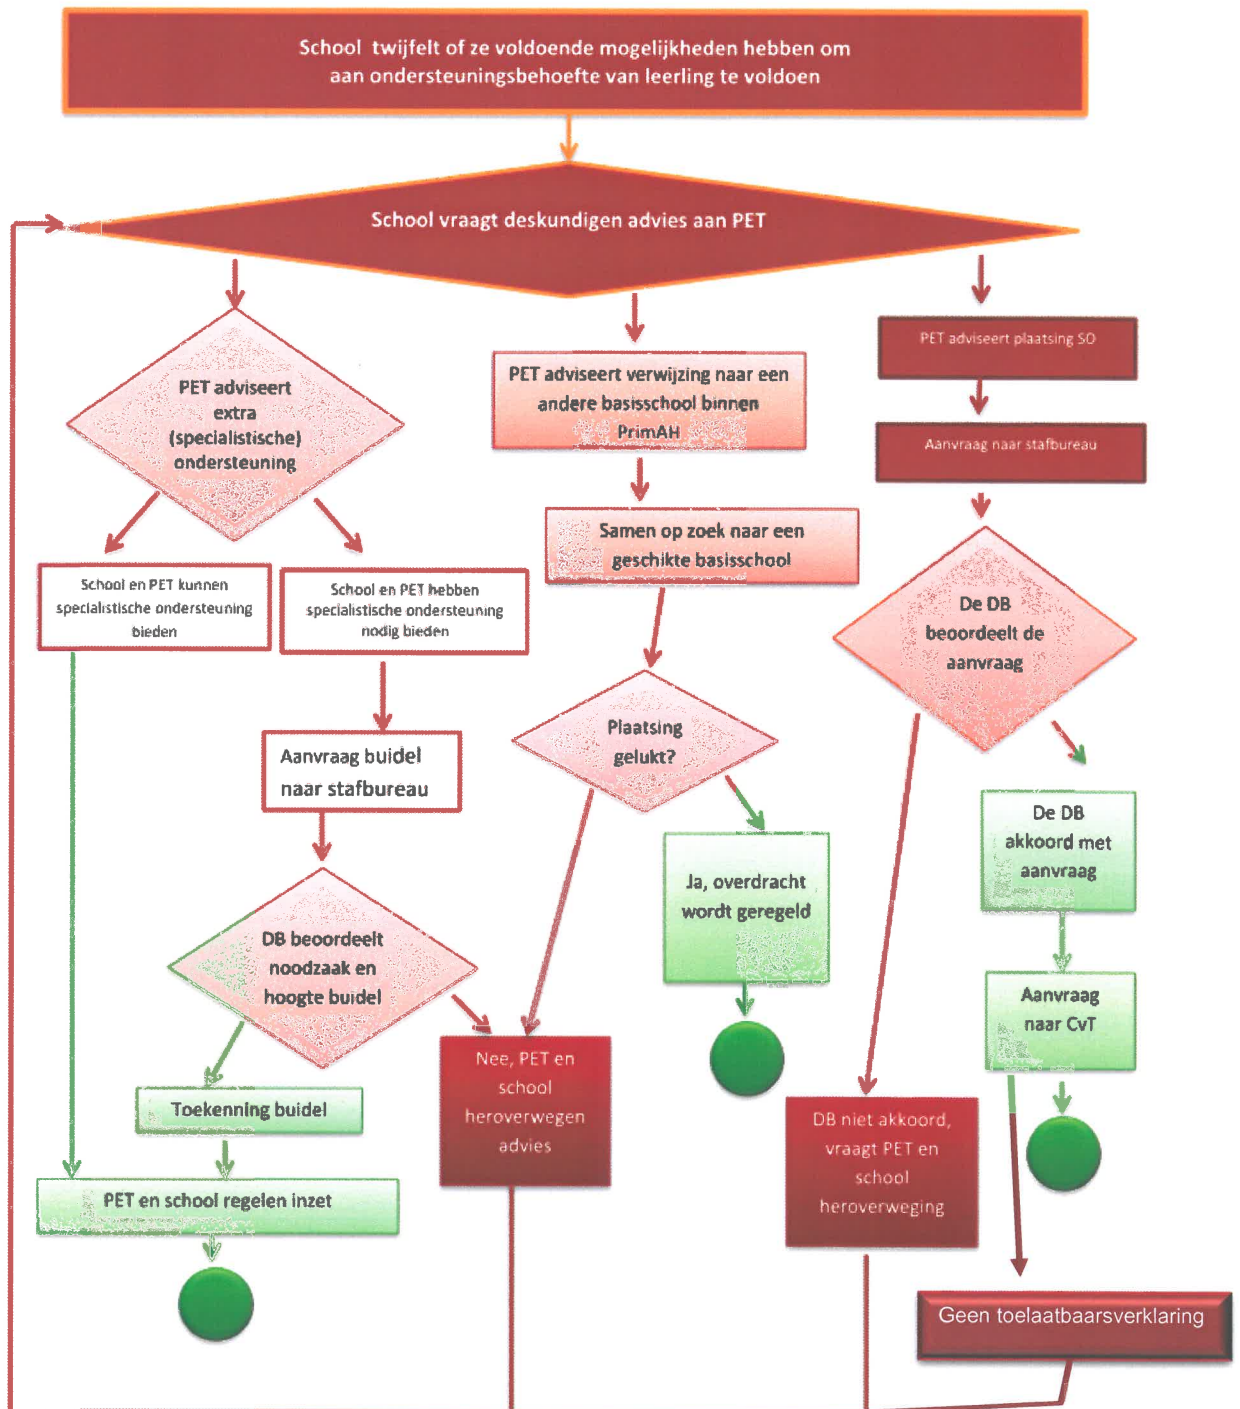 School twijfelt of ze voldoende mogelijkheden hebben om
aan ondersteuningsbehoefte van leerling te voldoen
School vraagt deskundigen advies aan PET
PET adviseert
extra
(specialistische)
ondersteuning
PET adviseert verwijzing naar een
andere basisschool binnen
PrimAH
PET adviseert plaatsing SO
Aanvraag naar stafbureau
Samen op zoek naar een
geschikte basisschool
School en PET kunnen
specialistische ondersteuning
bieden
School en PET hebben
specialistische ondersteuning
nodig bieden
De DB
beoordeelt de
aanvraag
Aanvraag buidel
naar stafbureau
Plaatsing
gelukt?
De DB
akkoord met
aanvraag
Ja, overdracht
wordt geregeld
DB beoordeelt
noodzaak en
hoogte buidel
Aanvraag
naar CvT
Nee, PET en
school
heroverwegen
advies
Toekenning buidel
DB niet akkoord,
vraagt PET en
school
heroverweging
PET en school regelen inzet
Geen toelaatbaarsverklaring